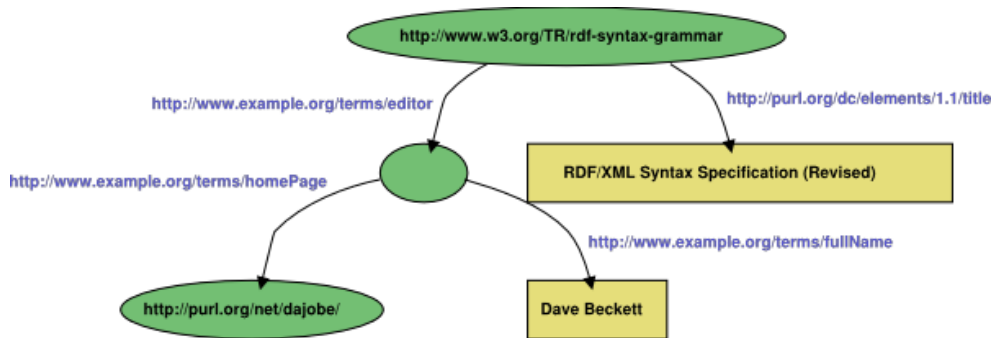 http://www.w3.org/TR/rdf-syntax-grammar
http://www.example.org/terms/editor
http://purl.org/dc/elements/1.1/title
http://www.example.org/terms/homePage
RDF/XML Syntax Specification (Revised)
http://www.example.org/terms/fullName
http://purl.org/net/dajobe/
Dave Beckett